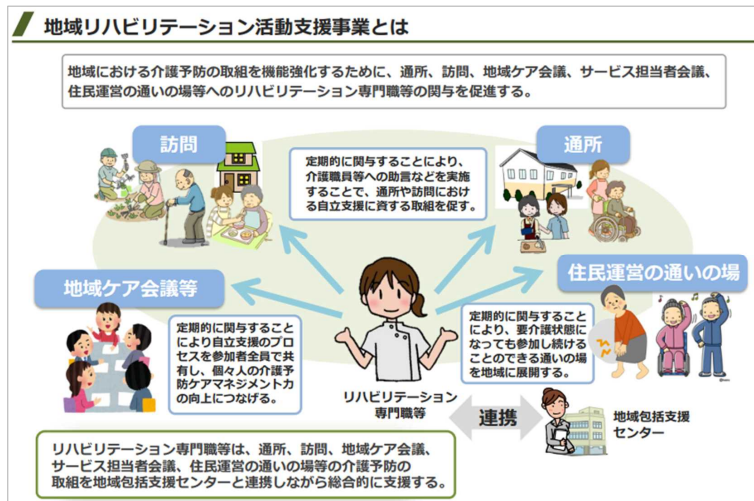 地域リハビリテーション活動支援事業とは
地域における介護予防の取組を機能強化するために、通所、訪問、地域ケア会議、サービス担当者会議、
住民運営の通いの場等へのリハビリテーション専門職等の関与を促進する。
訪問
通所
定期的に関与することにより、
介護職員等への助言などを実施
することで、通所や訪問における
自立支援に資する取組を促す。
地域ケア会議等
住民運営の通いの場
定期的に関与すること
により自立支援のプロ
セスを参加者全員で共
有し、個々人の介護予
防ケアマネジメント力
の向上につなげる。
定期的に関与すること
により、要介護状態に
なっても参加し続ける
ことのできる通いの場
を地域に展開する。
リハビリテーション
専門職等
連携
地域包括支援
センター
リハビリテーション専門職等は、通所、訪問、地域ケア会議、
サービス担当者会議、住民運営の通いの場等の介護予防の
取組を地域包括支援センターと連携しながら総合的に支援する。